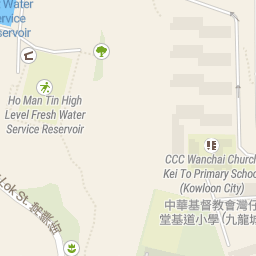 Water
Service
Reservoir
Ho Man Tin High
Level Fresh Water
Service Reservoir
CCC Wanchai Church
Kei To Primary School
(Kowloon City)
中華基督教會灣仔
堂基道小學 (九龍城
Lok St.